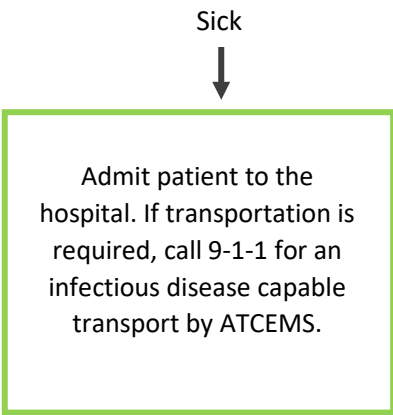 Sick
Admit patient to the
hospital. If transportation is
required, call 9-1-1 for an
infectious disease capable
transport by ATCEMS.